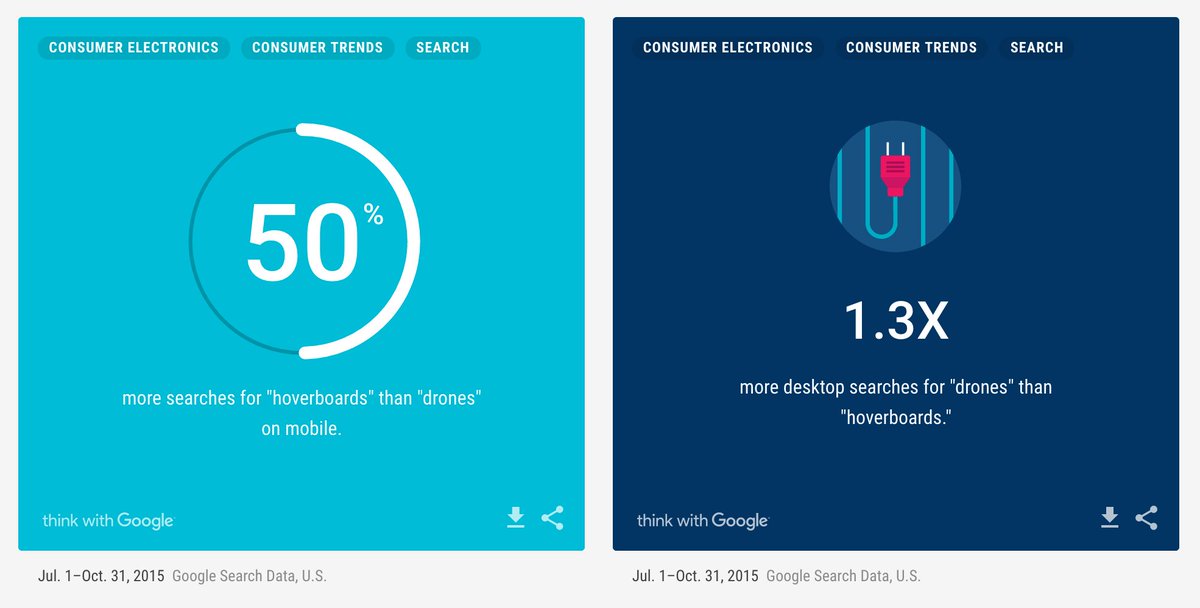 CONSUMER ELECTRONICS CONSUMER TRENDS SEARCH
50%
more searches for "hoverboards" than "drones"
on mobile.
think with Google
Jul. 1–Oct. 31, 2015 Google Search Data, U.S.
CONSUMER ELECTRONICS CONSUMER TRENDS SEARCH
1.3X
more desktop searches for "drones" than
"hoverboards."
think with Google
Jul. 1–Oct. 31, 2015 Google Search Data, U.S.